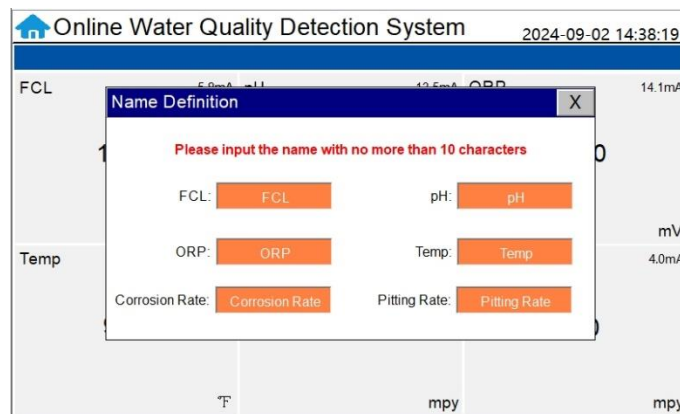 Online Water Quality Detection System
2024-09-02 14:38:19
FCL
14.1mA
Name Definition
X
Please input the name with no more than 10 characters
FCL: FCL
pH: pH
ORP: ORP
Temp: Temp
Corrosion Rate: Corrosion Rate
Pitting Rate: Pitting Rate
mV
Temp
4.0mA
℉
mpy
mpy